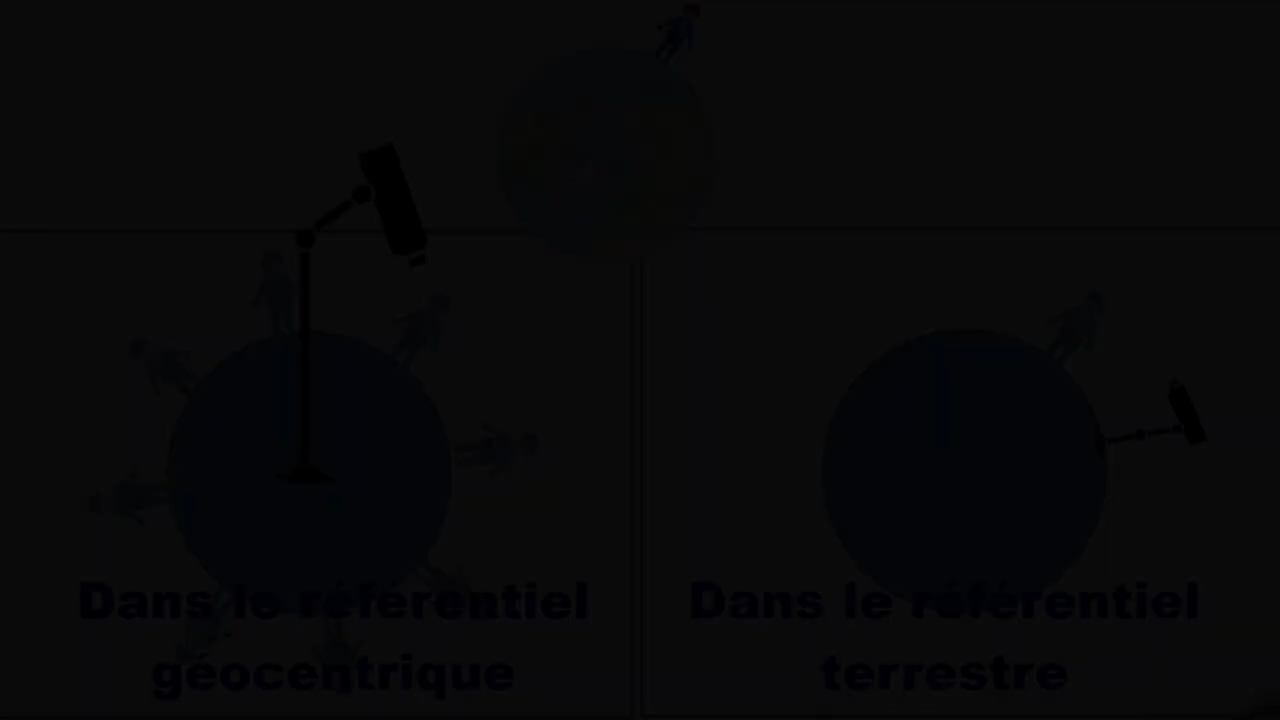 Dans le référentiel
géocentrique
Dans le référentiel
terrestre